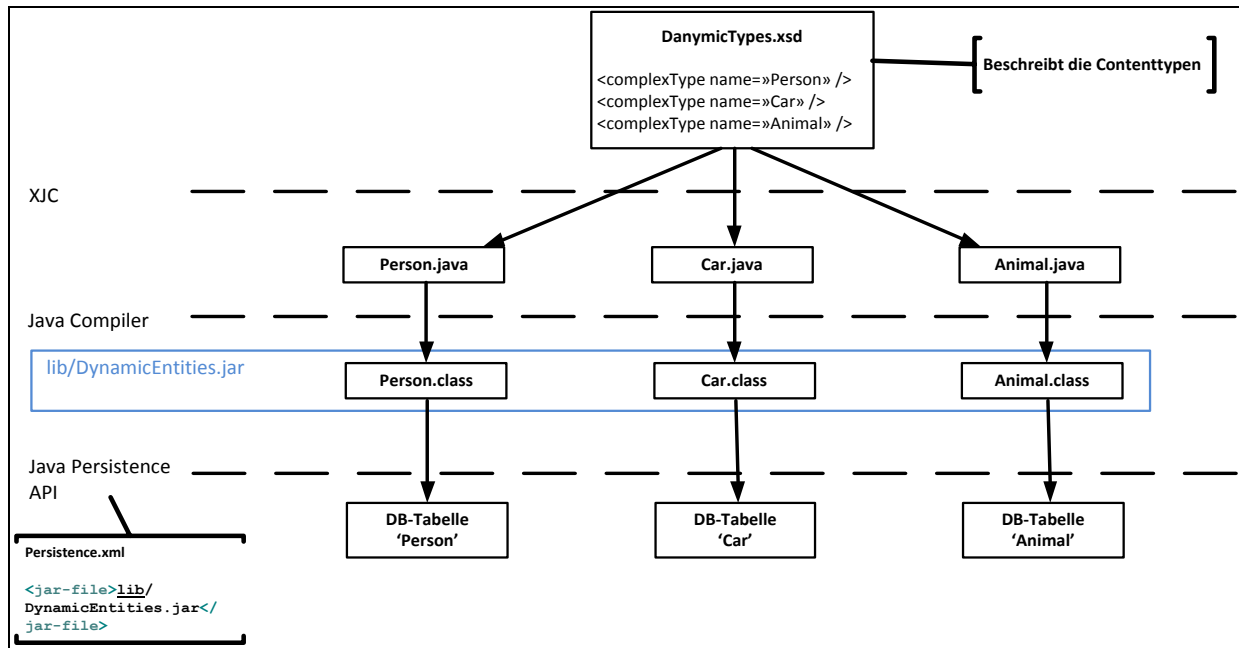 DanymicTypes.xsd
<complexType name=»Person» />
<complexType name=»Car» />
<complexType name=»Animal» />
Beschreibt die Contenttypen
XJC
Person.java
Car.java
Animal.java
Java Compiler
lib/DynamicEntities.jar
Person.class
Car.class
Animal.class
Java Persistence
API
DB-Tabelle
‘Person’
DB-Tabelle
‘Car’
DB-Tabelle
‘Animal’
Persistence.xml
<jar-file>lib/
DynamicEntities.jar</
jar-file>